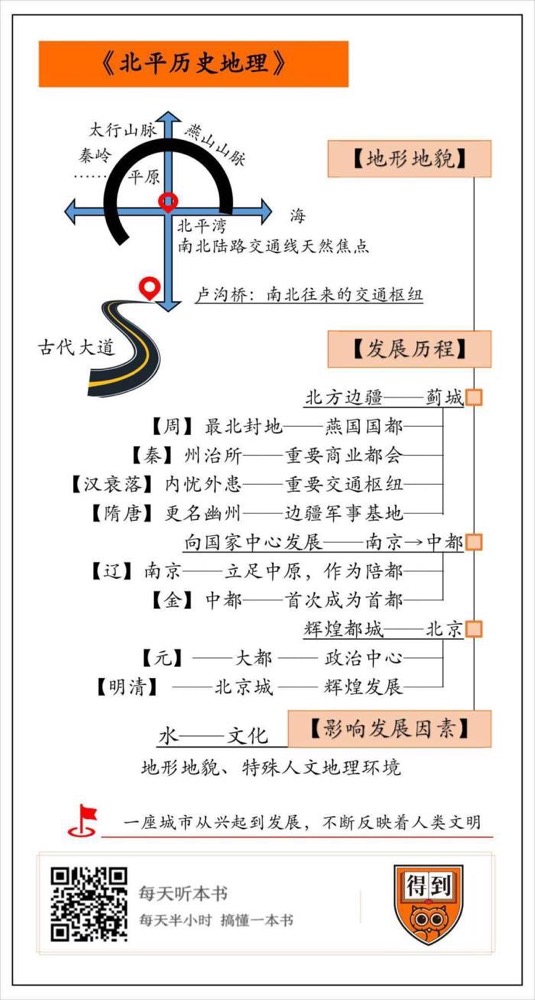 《北平历史地理》
太行山脉
燕山山脉
秦岭
……
平原
【地形地貌】
海
北平湾
南北陆路交通线天然焦点
卢沟桥：南北往来的交通枢纽
古代大道
【发展历程】
北方边疆——蓟城
【周】最北封地——燕国国都
【秦】州治所——重要商业都会
【汉衰落】内忧外患——重要交通枢纽
【隋唐】更名幽州——边疆军事基地
向国家中心发展——南京→中都
【辽】南京——立足中原，作为陪都
【金】中都——首次成为首都
辉煌都城——北京
【元】——大都——政治中心
【明清】——北京城——辉煌发展
【影响发展因素】
水——文化
地形地貌、特殊人文地理环境
一座城市从兴起到发展，不断反映着人类文明
每天听本书
每天半小时 搞懂一本书
得到